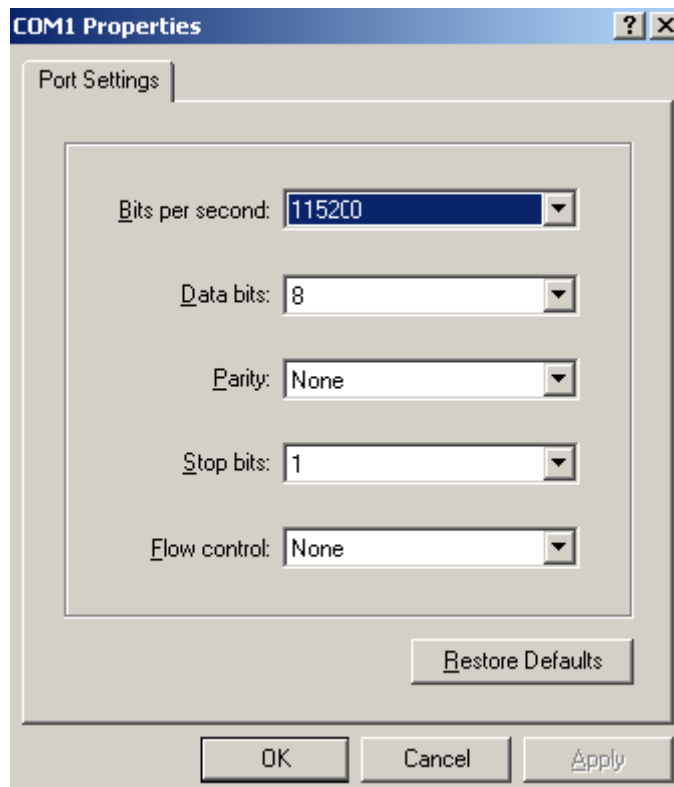 COM1 Properties
Port Settings
Bits per second: 115200
Data bits: 8
Parity: None
Stop bits: 1
Flow control: None
Restore Defaults
OK Cancel Apply